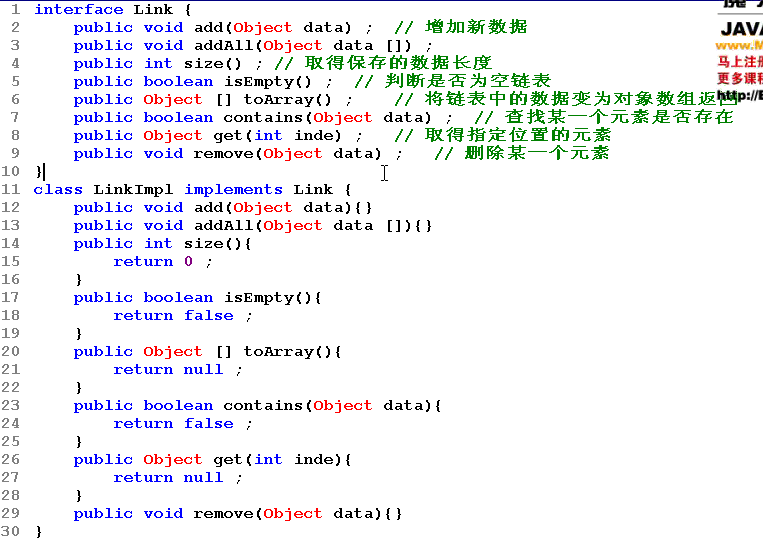 1 interface Link {
2     public void add(Object data) ;  // 增加新数据
3     public void addAll(Object data []) ;
4     public int size() ; // 取得保存的数据长度
5     public boolean isEmpty() ;  // 判断是否为空链表
6     public Object [] toArray() ;    // 将链表中的数据变为对象数组返回
7     public boolean contains(Object data) ;  // 查找某一个元素是否存在
8     public Object get(int inde) ;   // 取得指定位置的元素
9     public void remove(Object data) ;   // 删除某一个元素
10 }
11 class LinkImpl implements Link {
12     public void add(Object data){}
13     public void addAll(Object data []){}
14     public int size(){
15         return 0 ;
16     }
17     public boolean isEmpty(){
18         return false ;
19     }
20     public Object [] toArray(){
21         return null ;
22     }
23     public boolean contains(Object data){
24         return false ;
25     }
26     public Object get(int inde){
27         return null ;
28     }
29     public void remove(Object data){}
30 }
JAVA
www.M
马上注册
更多课程
http://E